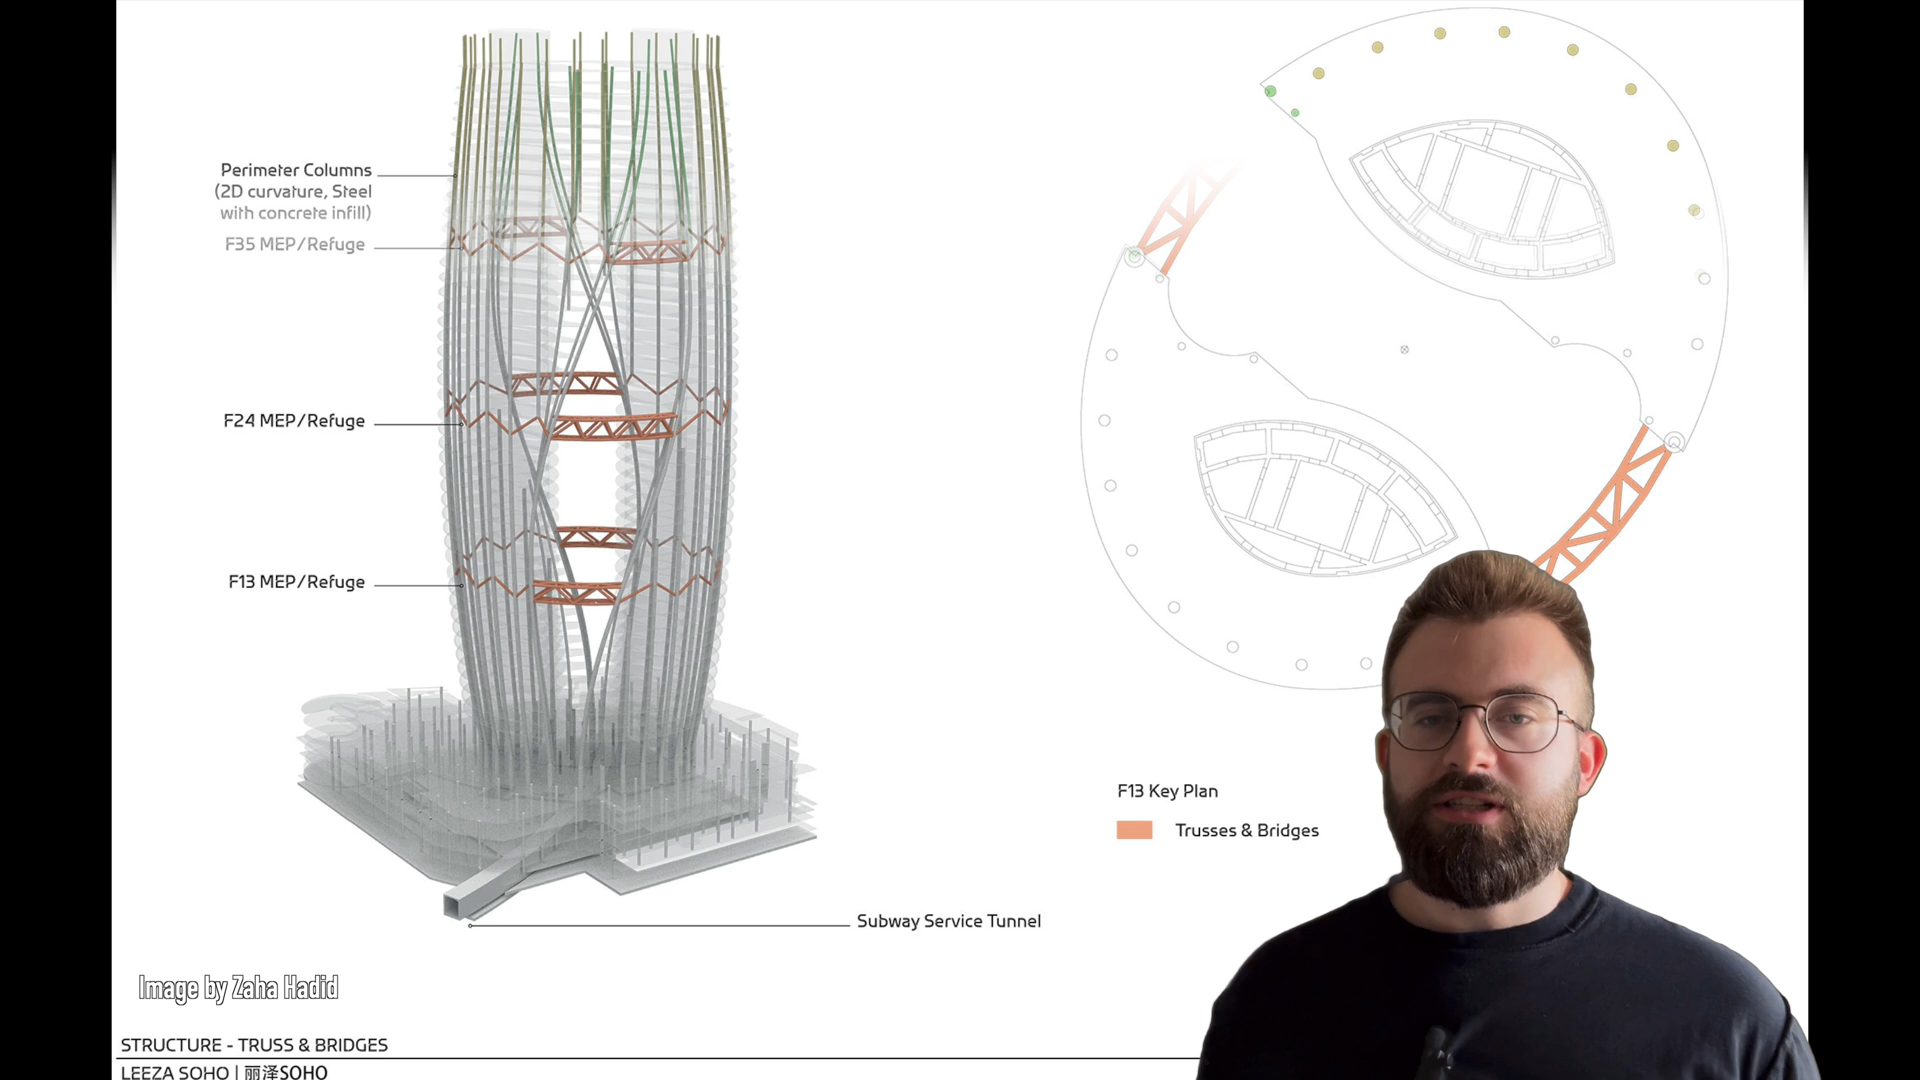 Perimeter Columns
(2D curvature, Steel
with concrete infill)
F35 MEP/Refuge
F24 MEP/Refuge
F13 MEP/Refuge
Subway Service Tunnel
F13 Key Plan
Trusses & Bridges
Image by Zaha Hadid
STRUCTURE - TRUSS & BRIDGES
LEEZA SOHO | 丽泽SOHO